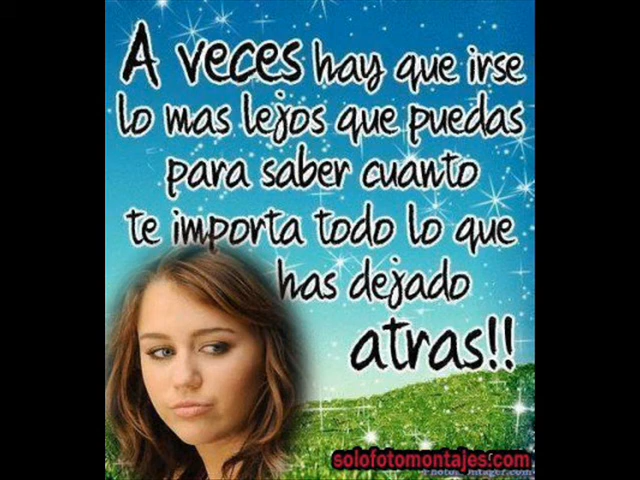 A veces hay que irse
lo mas lejos que puedas
para saber cuanto
te importa todo lo que
has dejado
atras!!
solofotomontajes.com